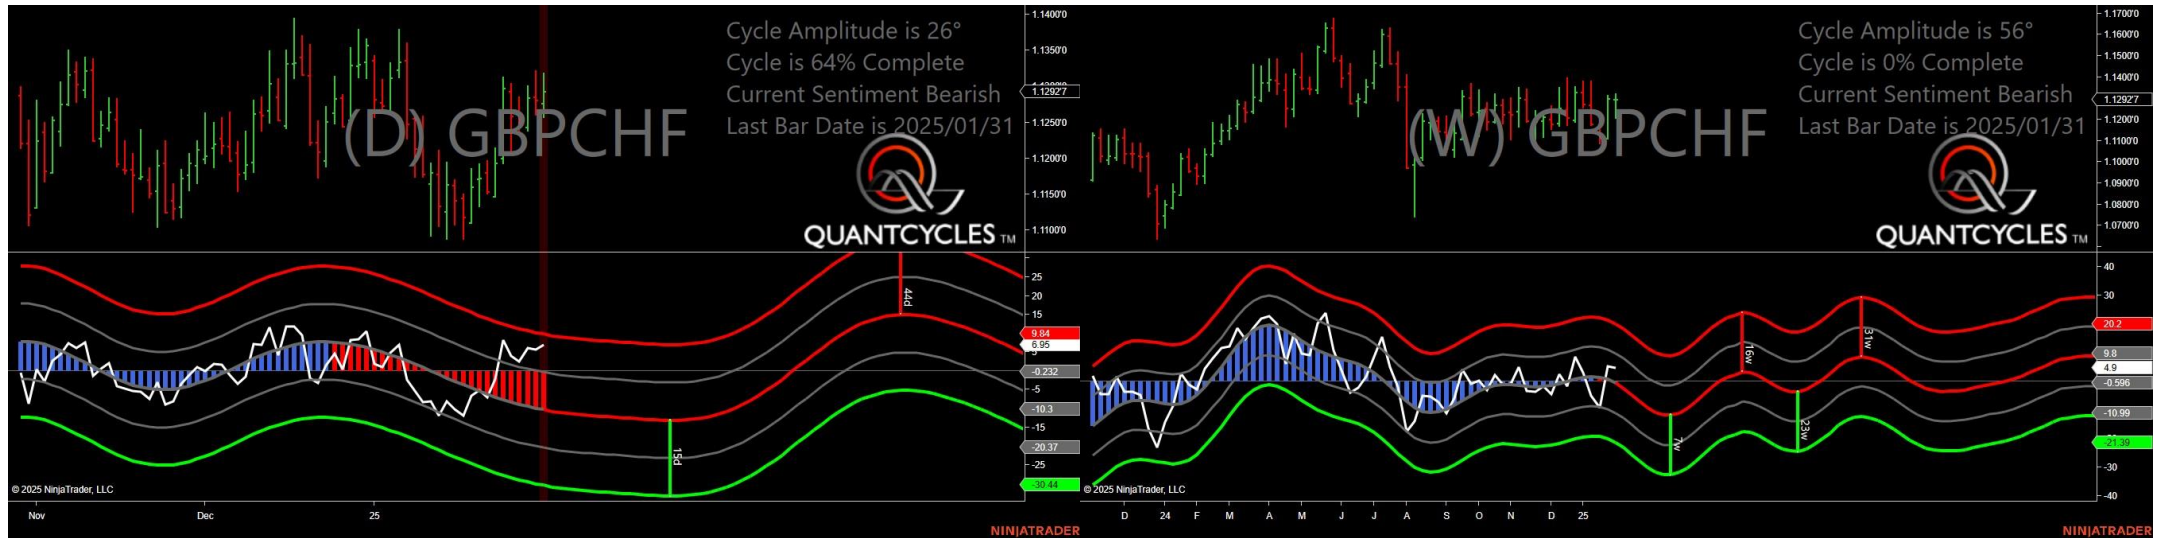 Cycle Amplitude is 26°
Cycle is 64% Complete
Current Sentiment Bearish
Last Bar Date is 2025/01/31
(D) GBPCHF
QUANTCYCLES TM
1.1400'0
1.1350'0
1.12927
1.1250'0
1.1200'0
1.1150'0
1.1100'0
44d
15d
25
20
15
9.84
6.95
5
-0.232
-5
-10.3
-15
-20.37
-25
-30.44
© 2025 NinjaTrader, LLC
Nov
Dec
25
NINJATRADER
Cycle Amplitude is 56°
Cycle is 0% Complete
Current Sentiment Bearish
Last Bar Date is 2025/01/31
(W) GBPCHF
QUANTCYCLES TM
1.1700'0
1.1600'0
1.1500'0
1.1400'0
1.12927
1.1200'0
1.1100'0
1.1000'0
1.0900'0
1.0800'0
1.0700'0
16w
31w
7w
23w
40
30
20.2
9.8
4.9
-0.596
-10.99
-21.39
-30
-40
© 2025 NinjaTrader, LLC
D
24
F
M
A
M
J
J
A
S
O
N
D
25
NINJATRADER